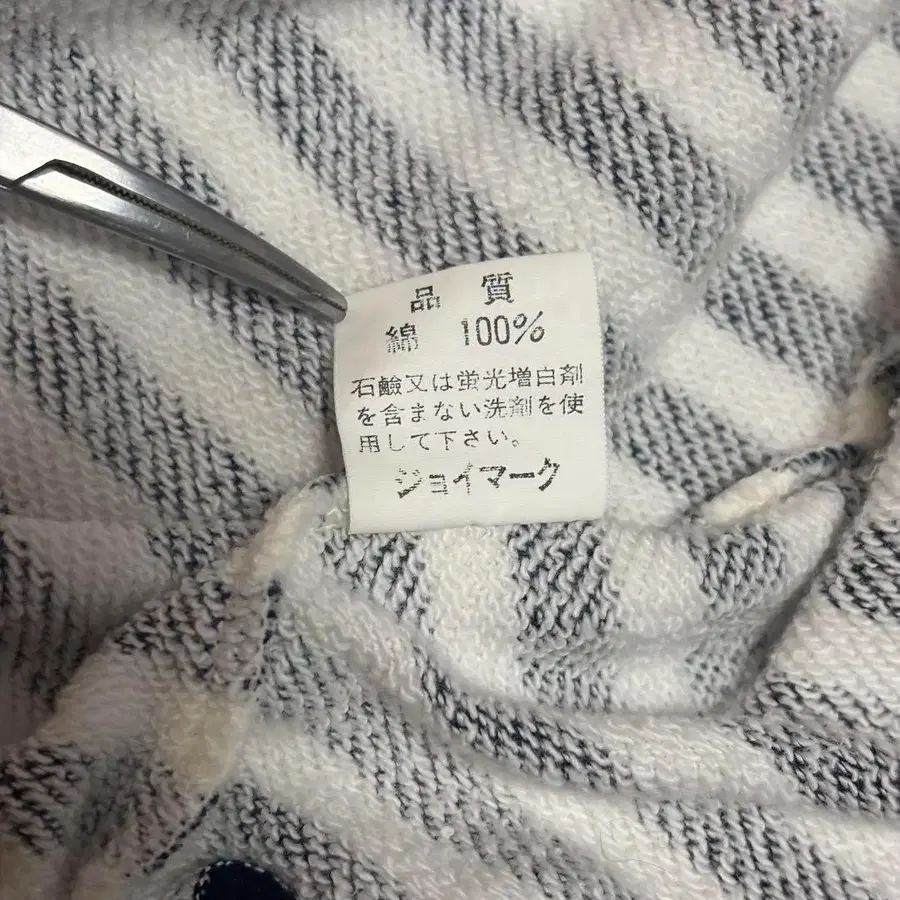 品 質
綿 100%
石鹸又は蛍光増白剤
を含まない洗剤を使
用して下さい。
ジョイマーク